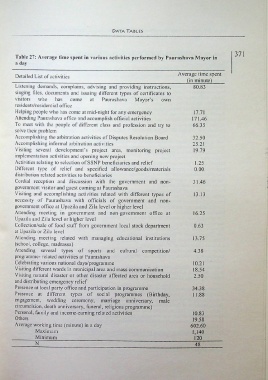 DATA TABLES
371
Table 27: Average time spent in various activities performed by Paurashava Mayor in
a day
Detailed List of activities
Average time spent
(in minute)
Listening demands, complains, advising and providing instructions, 80.83
singing files, documents and issuing different types of certificates to
visitors who has come at Paurashava Mayor's own
residents/residential office
Helping people who has come at mid-night for any emergency 17.71
Attending Paurashava office and accomplish official activities 171.46
To meet with the people of different class and profession and try to 66.35
solve their problem
Accomplishing the arbitration activities of Disputes Resolution Board 52.50
Accomplishing informal arbitration activities 25.21
Visiting several development's project area, monitoring project 29.79
implementation activities and opening new project
Activities relating to selection of SSNP beneficiaries and relief 1.25
Different type of relief and specified allowance/goods/materials 0.00
distribution related activities to beneficiaries
Cordial reception and discussion with the government and non- 31.46
government visitor and guest coming at Paurashava
Visiting and accomplishing activities related with different types of 13.13
necessity of Paurashava with officials of government and non-
government office at Upazila and Zila level or higher level
Attending meeting in government and non-government office at 16.25
Upazila and Zila level or higher level
Collection/sale of food stuff from government local stock department 0.63
at Upazila or Zila level
Attending meeting related with managing educational institutions 13.75
(school, college, madrassa)
Attending several types of sports and cultural 4.38
programme related activities at Paurashava
Celebrating various national days/programme 10.21
Visiting different wards in municipal area and mass communication 18.54
Visiting natural disaster or other disaster affected area or household 2.50
and distributing emergency relief
Presence at third party office and participation in programme 34.38
Presence at different types of social programmes (Birthday, 11.88
engagement, wedding ceremony, marriage anniversary, male
circumcision, death anniversary, funeral, religious programme)
Personal, family and income earning related activities 10.83
Others 19.58
Average working time (minute) in a day 602.60
Maximum 1,140
Minimum 120
N 48